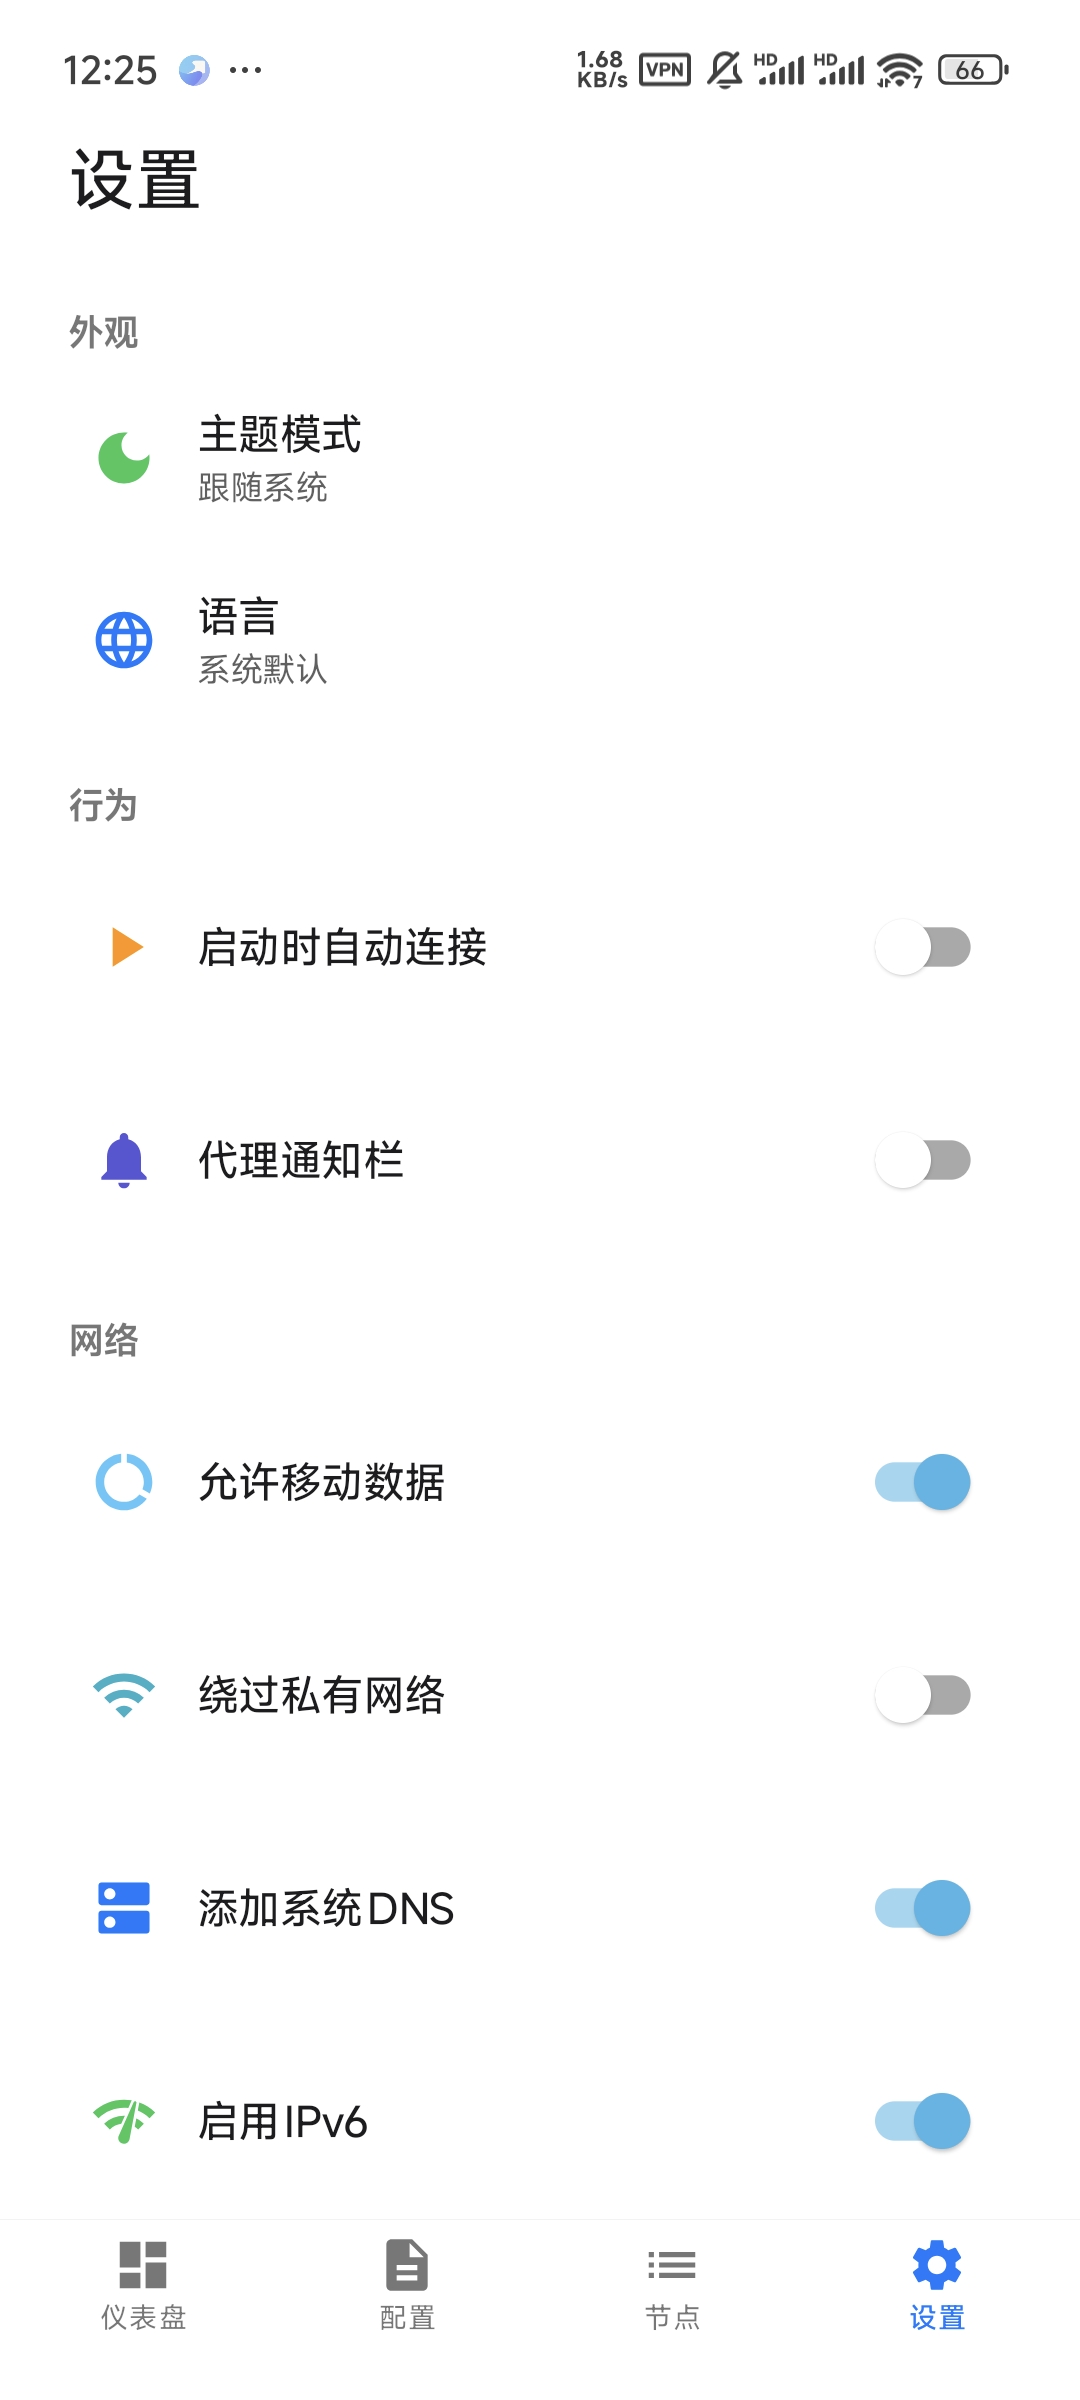 12:25
1.68
KB/s
VPN
HD
HD
7
66
设置
外观
主题模式
跟随系统
语言
系统默认
行为
启动时自动连接
代理通知栏
网络
允许移动数据
绕过私有网络
添加系统DNS
启用IPv6
仪表盘
配置
节点
设置